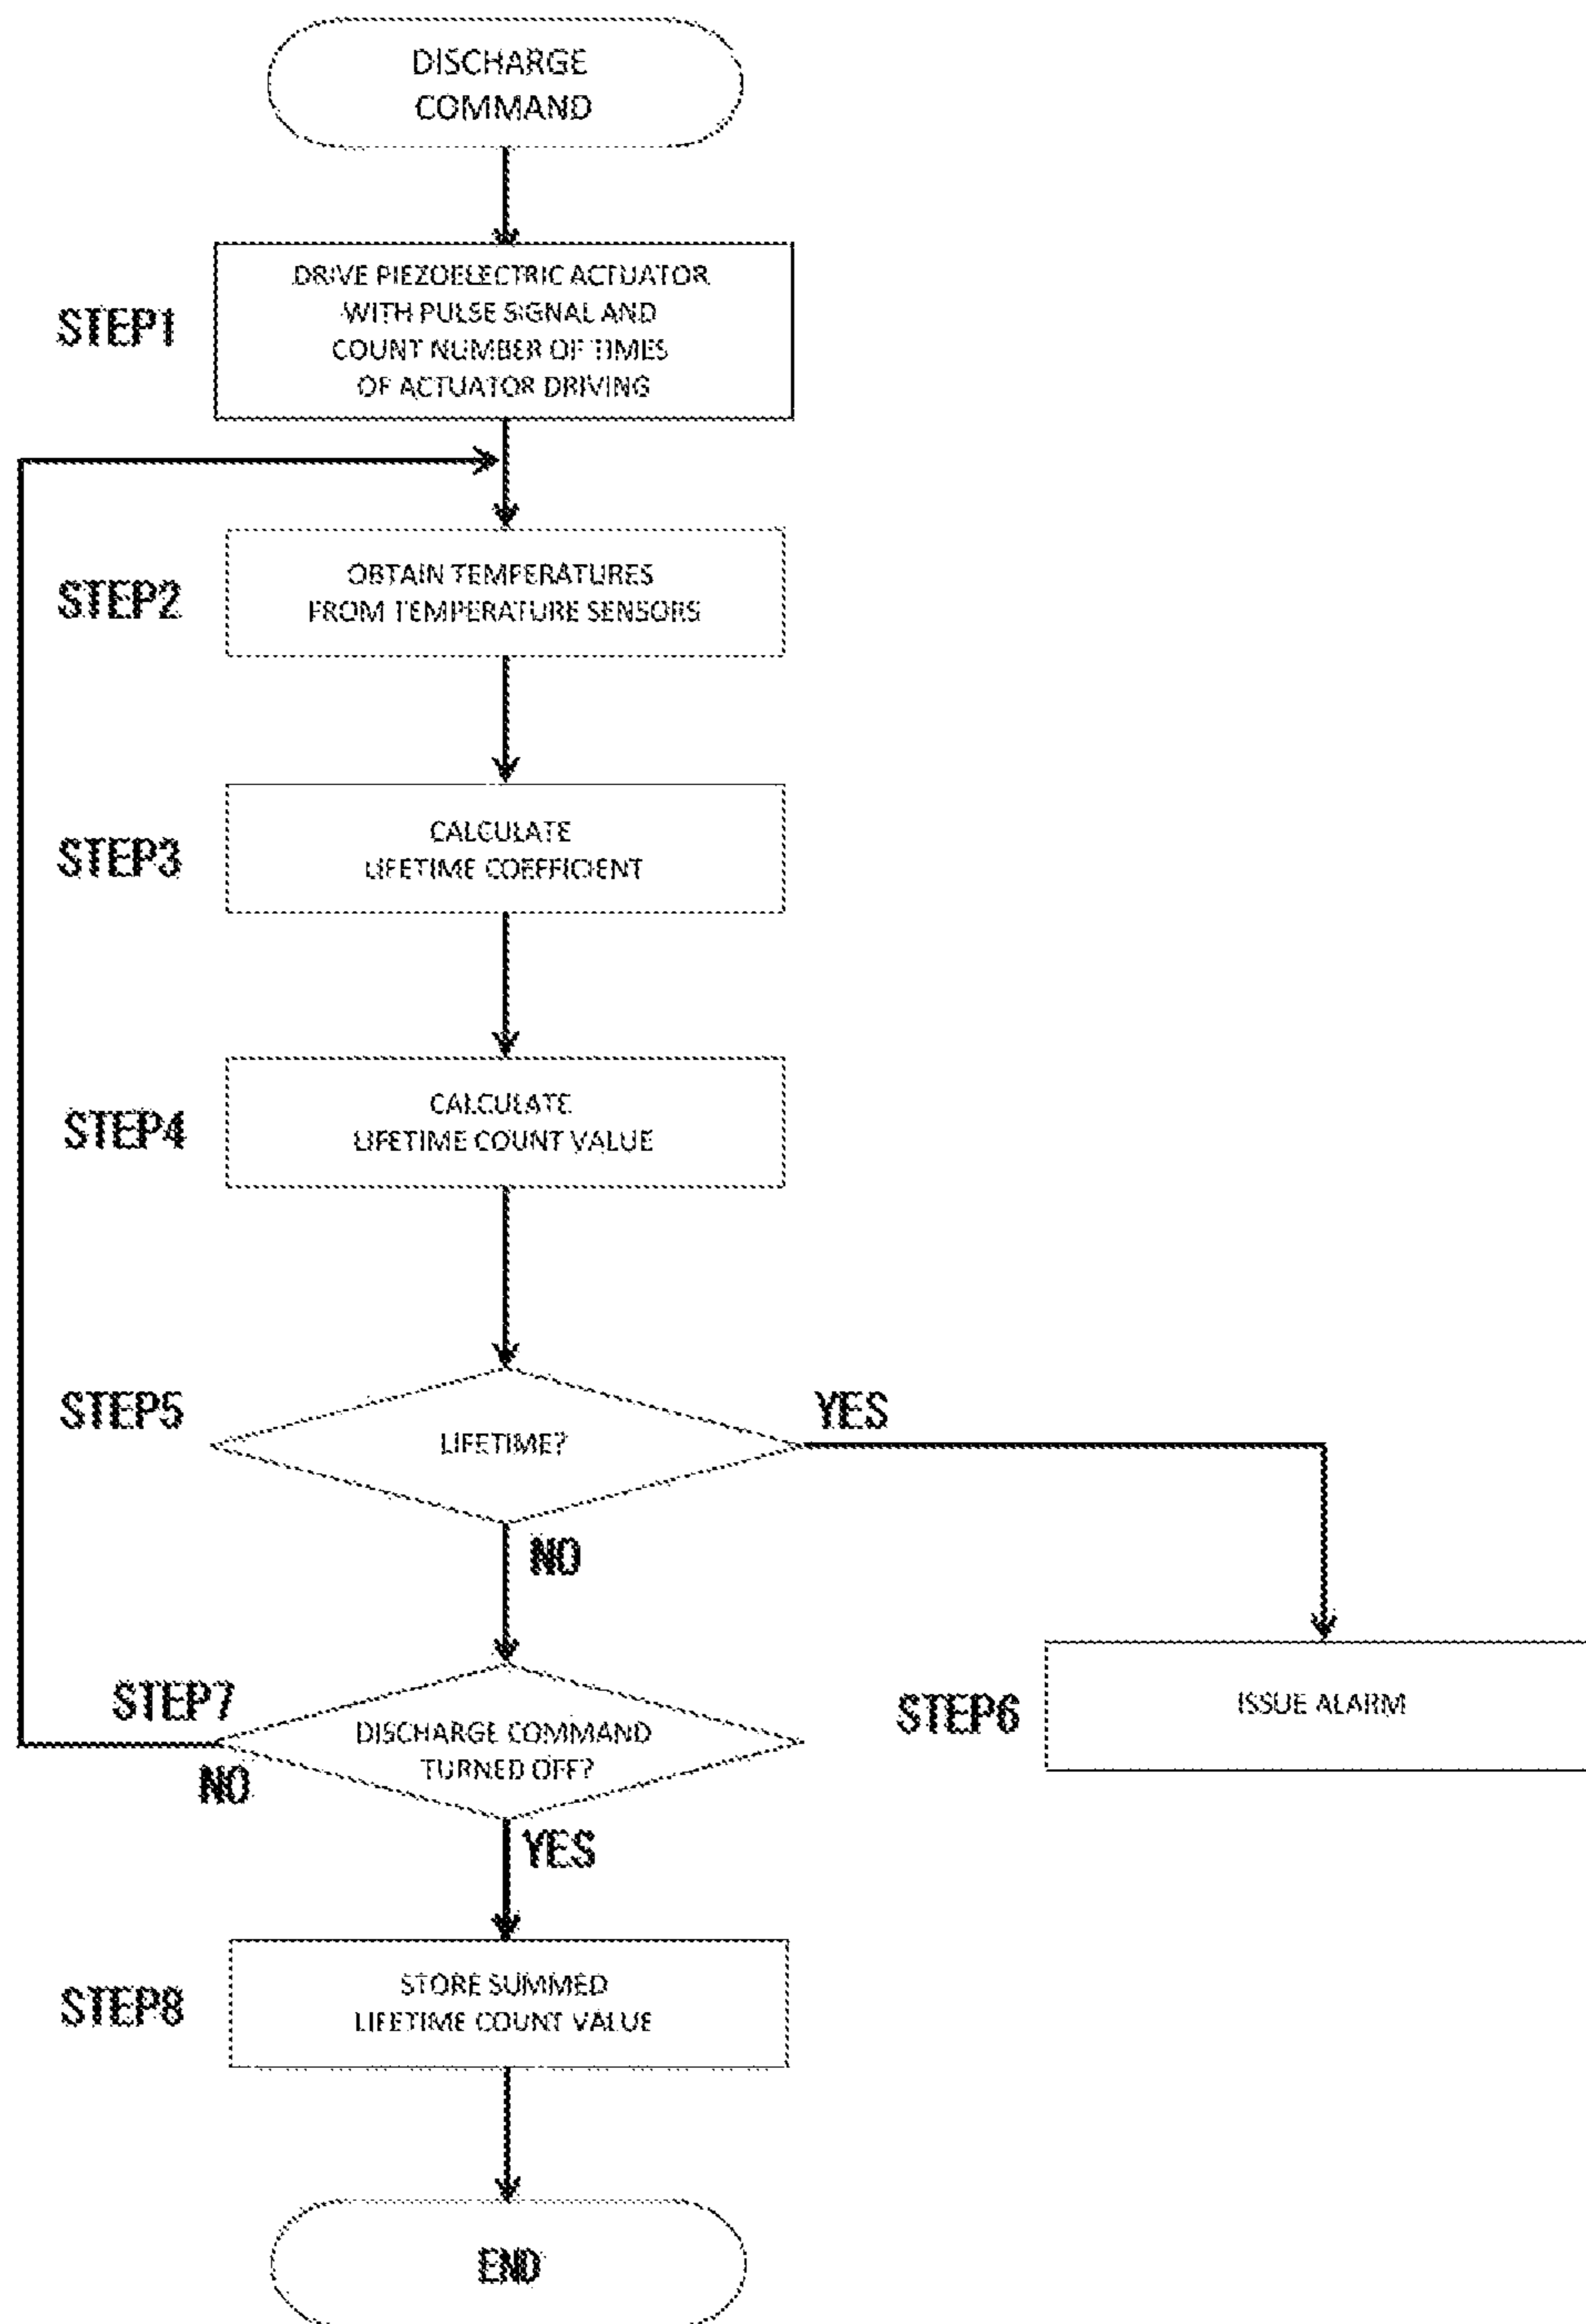 DISCHARGE
COMMAND
STEP1
DRIVE PIEZOELECTRIC ACTUATOR
WITH PULSE SIGNAL AND
COUNT NUMBER OF TIMES
OF ACTUATOR DRIVING
STEP2
OBTAIN TEMPERATURES
FROM TEMPERATURE SENSORS
STEP3
CALCULATE
LIFETIME COEFFICIENT
STEP4
CALCULATE
LIFETIME COUNT VALUE
STEP5
LIFETIME?
YES
NO
STEP7
DISCHARGE COMMAND
TURNED OFF?
NO
YES
STEP6
ISSUE ALARM
STEP8
STORE SUMMED
LIFETIME COUNT VALUE
END